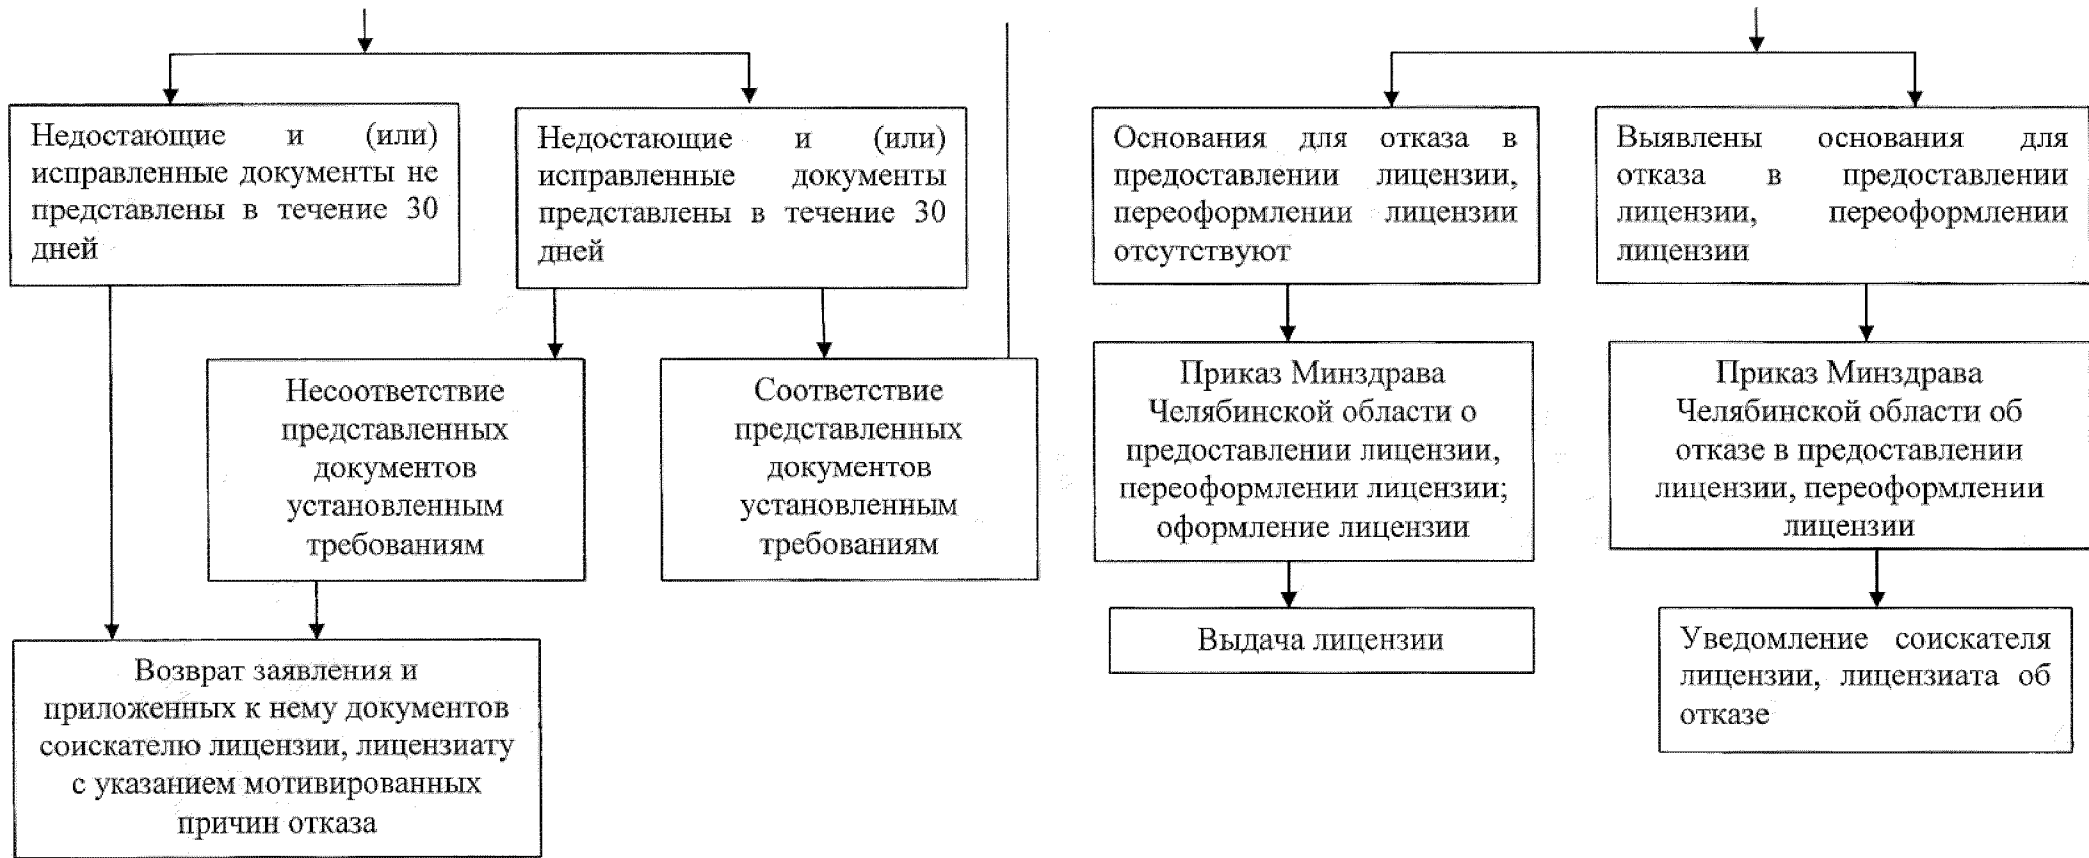 Недостающие и (или)
исправленные документы не
представлены в течение 30
дней
Недостающие и (или)
исправленные документы
представлены в течение 30
дней
Основания для отказа в
предоставлении лицензии,
переоформлении лицензии
отсутствуют
Выявлены основания для
отказа в предоставлении
лицензии, переоформлении
лицензии
Несоответствие
представленных
документов
установленным
требованиям
Соответствие
представленных
документов
установленным
требованиям
Приказ Минздрава
Челябинской области о
предоставлении лицензии,
переоформлении лицензии;
оформление лицензии
Приказ Минздрава
Челябинской области об
отказе в предоставлении
лицензии, переоформлении
лицензии
Возврат заявления и
приложенных к нему документов
соискателю лицензии, лицензиату
с указанием мотивированных
причин отказа
Выдача лицензии
Уведомление соискателя
лицензии, лицензиата об
отказе